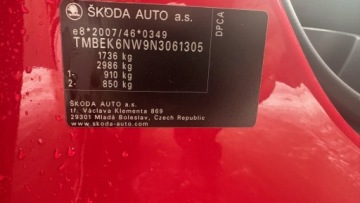 ŠKODA AUTO a.s.
e8*2007/46*0349
TMBEK6NW9N3061305
1736 kg
2986 kg
1- 910 kg
2- 850 kg
DPCA
ŠKODA AUTO a.s.
tř. Václava Klementa 869
29301 Mladá Boleslav, Czech Republic
www.skoda-auto.com